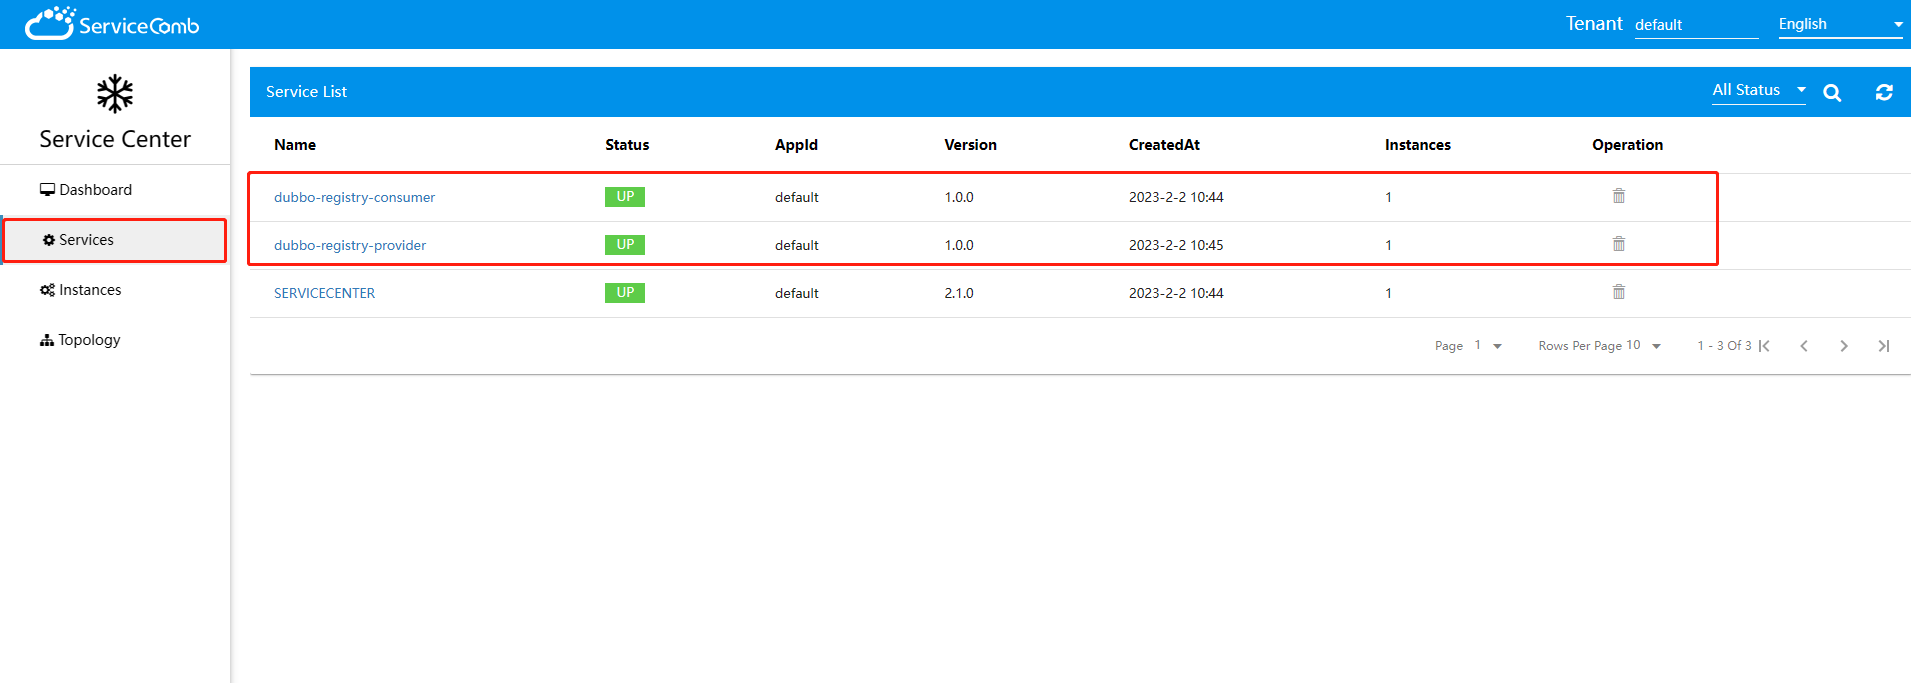 ServiceComb
Tenant default English
Service Center
Dashboard
Services
Instances
Topology
Service List All Status
Name Status AppId Version CreatedAt Instances Operation
dubbo-registry-consumer UP default 1.0.0 2023-2-2 10:44 1
dubbo-registry-provider UP default 1.0.0 2023-2-2 10:45 1
SERVICECENTER UP default 2.1.0 2023-2-2 10:44 1
Page 1 Rows Per Page 10 1 - 3 Of 3